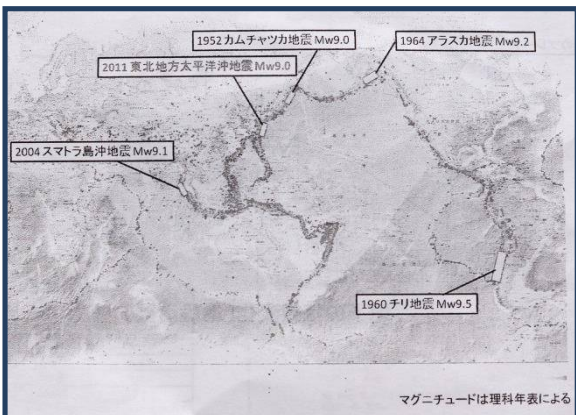 1952 カムチャツカ地震 Mw9.0
1964 アラスカ地震 Mw9.2
2011 東北地方太平洋沖地震 Mw9.0
2004 スマトラ島沖地震 Mw9.1
1960 チリ地震 Mw9.5
マグニチュードは理科年表による